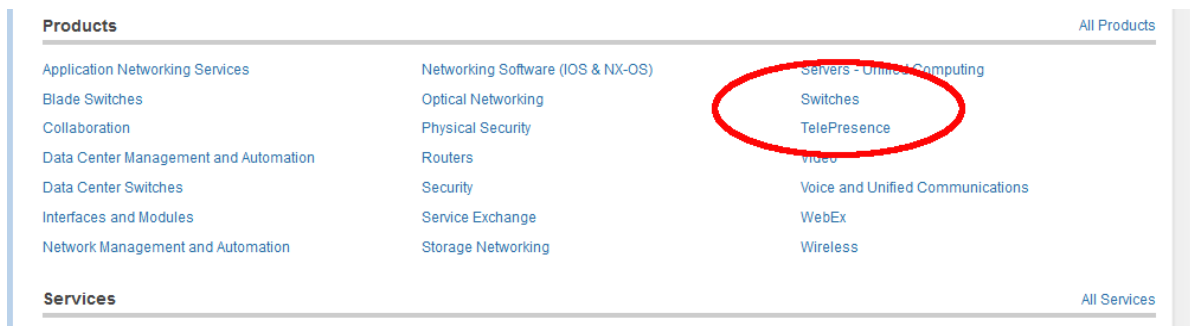 Products All Products
Application Networking Services Networking Software (IOS & NX-OS) Servers - Unified Computing
Blade Switches Optical Networking Switches
Collaboration Physical Security TelePresence
Data Center Management and Automation Routers Video
Data Center Switches Security Voice and Unified Communications
Interfaces and Modules Service Exchange WebEx
Network Management and Automation Storage Networking Wireless
Services All Services